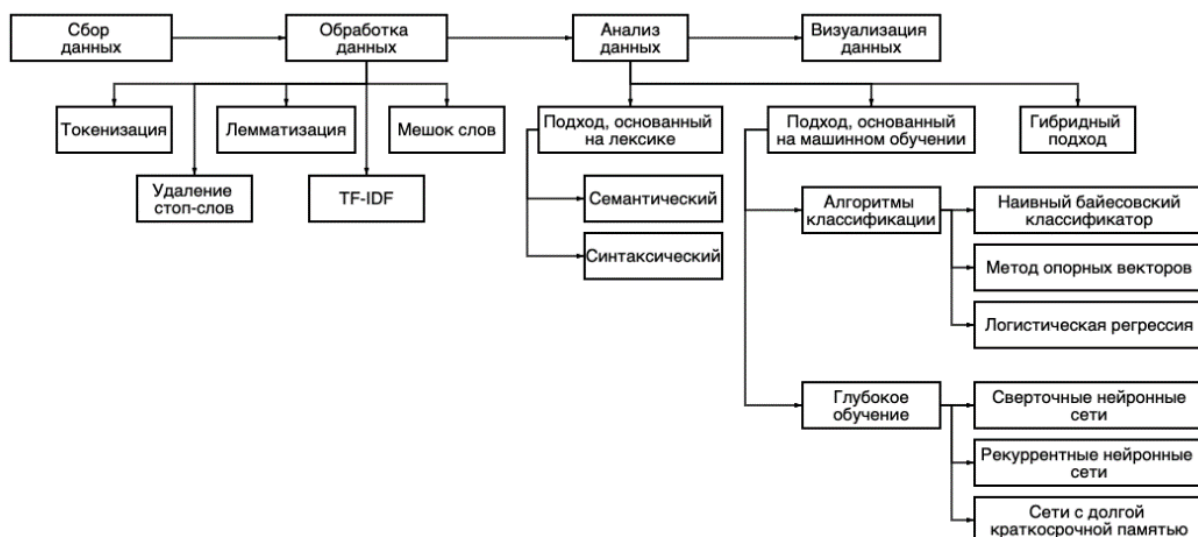 Сбор
данных
Обработка
данных
Анализ
данных
Визуализация
данных
Токенизация
Лемматизация
Мешок слов
Удаление
стоп-слов
TF-IDF
Подход, основанный
на лексике
Подход, основанный
на машинном обучении
Гибридный
подход
Семантический
Синтаксический
Алгоритмы
классификации
Наивный байесовский
классификатор
Метод опорных векторов
Логистическая регрессия
Глубокое
обучение
Сверточные нейронные
сети
Рекуррентные нейронные
сети
Сети с долгой
краткосрочной памятью